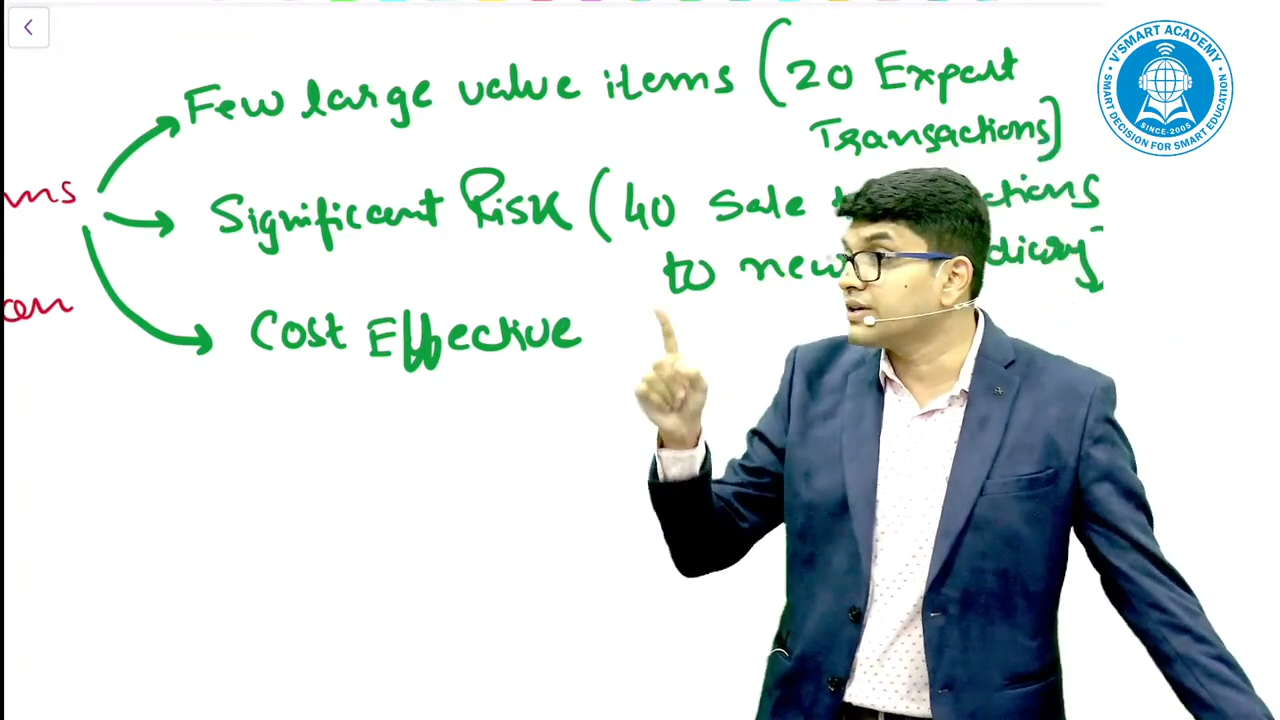 Few large value items (20 Export
Transactions)
Significant Risk (40 Sale
to new
Cost Effective
V'SMART ACADEMY
SINCE-2005
SMART DECISION FOR SMART EDUCATION